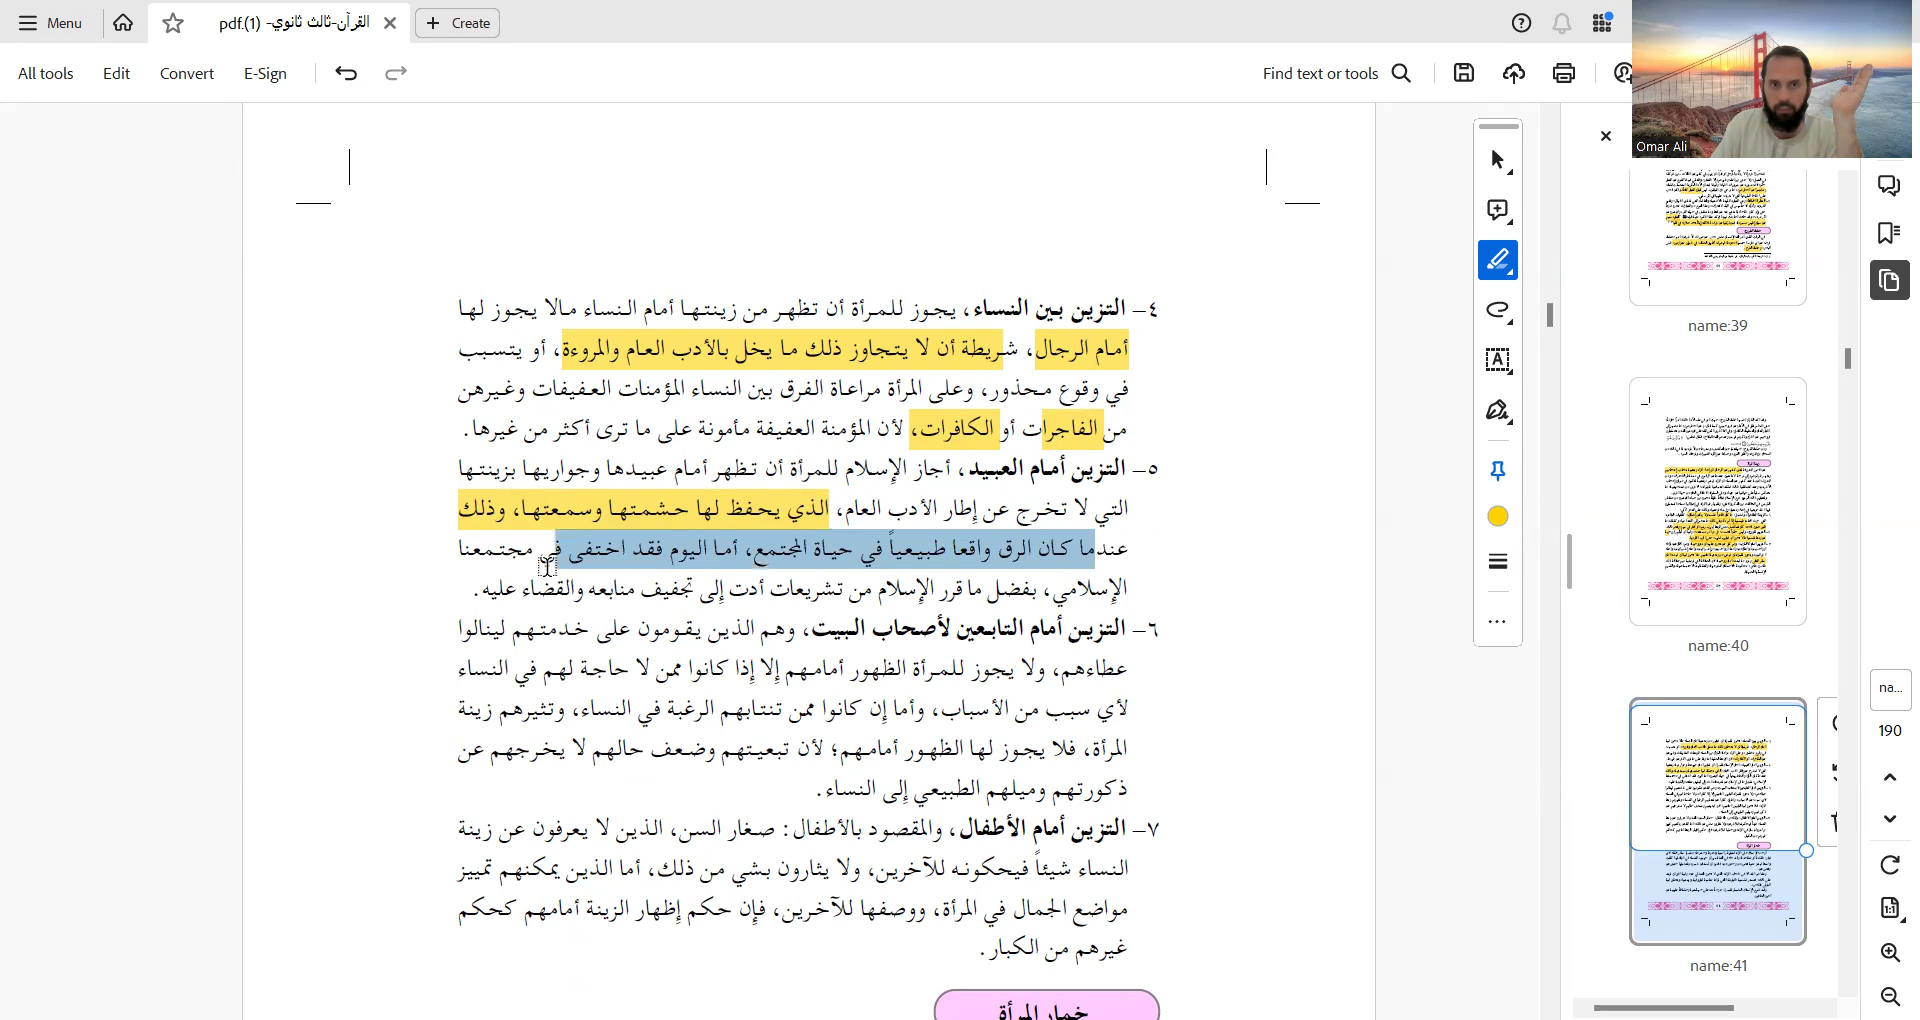 Menu
القرآن-ثالث ثانوي- (1).pdf
Create
All tools
Edit
Convert
E-Sign
Find text or tools
Omar Ali
٤- التزين بين النساء، يجوز للمرأة أن تظهر من زينتها أمام النساء مالا يجوز لها
أمام الرجال، شريطة أن لا يتجاوز ذلك ما يخل بالأدب العام والمروءة، أو يتسبب
في وقوع محذور، وعلى المرأة مراعاة الفرق بين النساء المؤمنات العفيفات وغيرهن
من الفاجرات أو الكافرات، لأن المؤمنة العفيفة مأمونة على ما ترى أكثر من غيرها.
٥- التزين أمام العبيد، أجاز الإسلام للمرأة أن تظهر أمام عبيدها وجواريها بزينتها
التي لا تخرج عن إطار الأدب العام، الذي يحفظ لها حشمتها وسمعتها، وذلك
عندما كان الرق واقعا طبيعياً في حياة المجتمع، أما اليوم فقد اختفى في مجتمعنا
الإسلامي، بفضل ما قرر الإسلام من تشريعات أدت إلى تجفيف منابعه والقضاء عليه.
٦- التزين أمام التابعين لأصحاب البيت، وهم الذين يقومون على خدمتهم لينالوا
عطاءهم، ولا يجوز للمرأة الظهور أمامهم إلا إذا كانوا ممن لا حاجة لهم في النساء
لأي سبب من الأسباب، وأما إن كانوا ممن تنتابهم الرغبة في النساء، وتثيرهم زينة
المرأة، فلا يجوز لها الظهور أمامهم؛ لأن تبعيتهم وضعف حالهم لا يخرجهم عن
ذكورتهم وميلهم الطبيعي إلى النساء.
٧- التزين أمام الأطفال، والمقصود بالأطفال: صغار السن، الذين لا يعرفون عن زينة
النساء شيئاً فيحكونه للآخرين، ولا يثارون بشي من ذلك، أما الذين يمكنهم تمييز
مواضع الجمال في المرأة، ووصفها للآخرين، فإن حكم إظهار الزينة أمامهم كحكم
غيرهم من الكبار.
خمار المرأة
name:39
name:40
name:41
na...
190